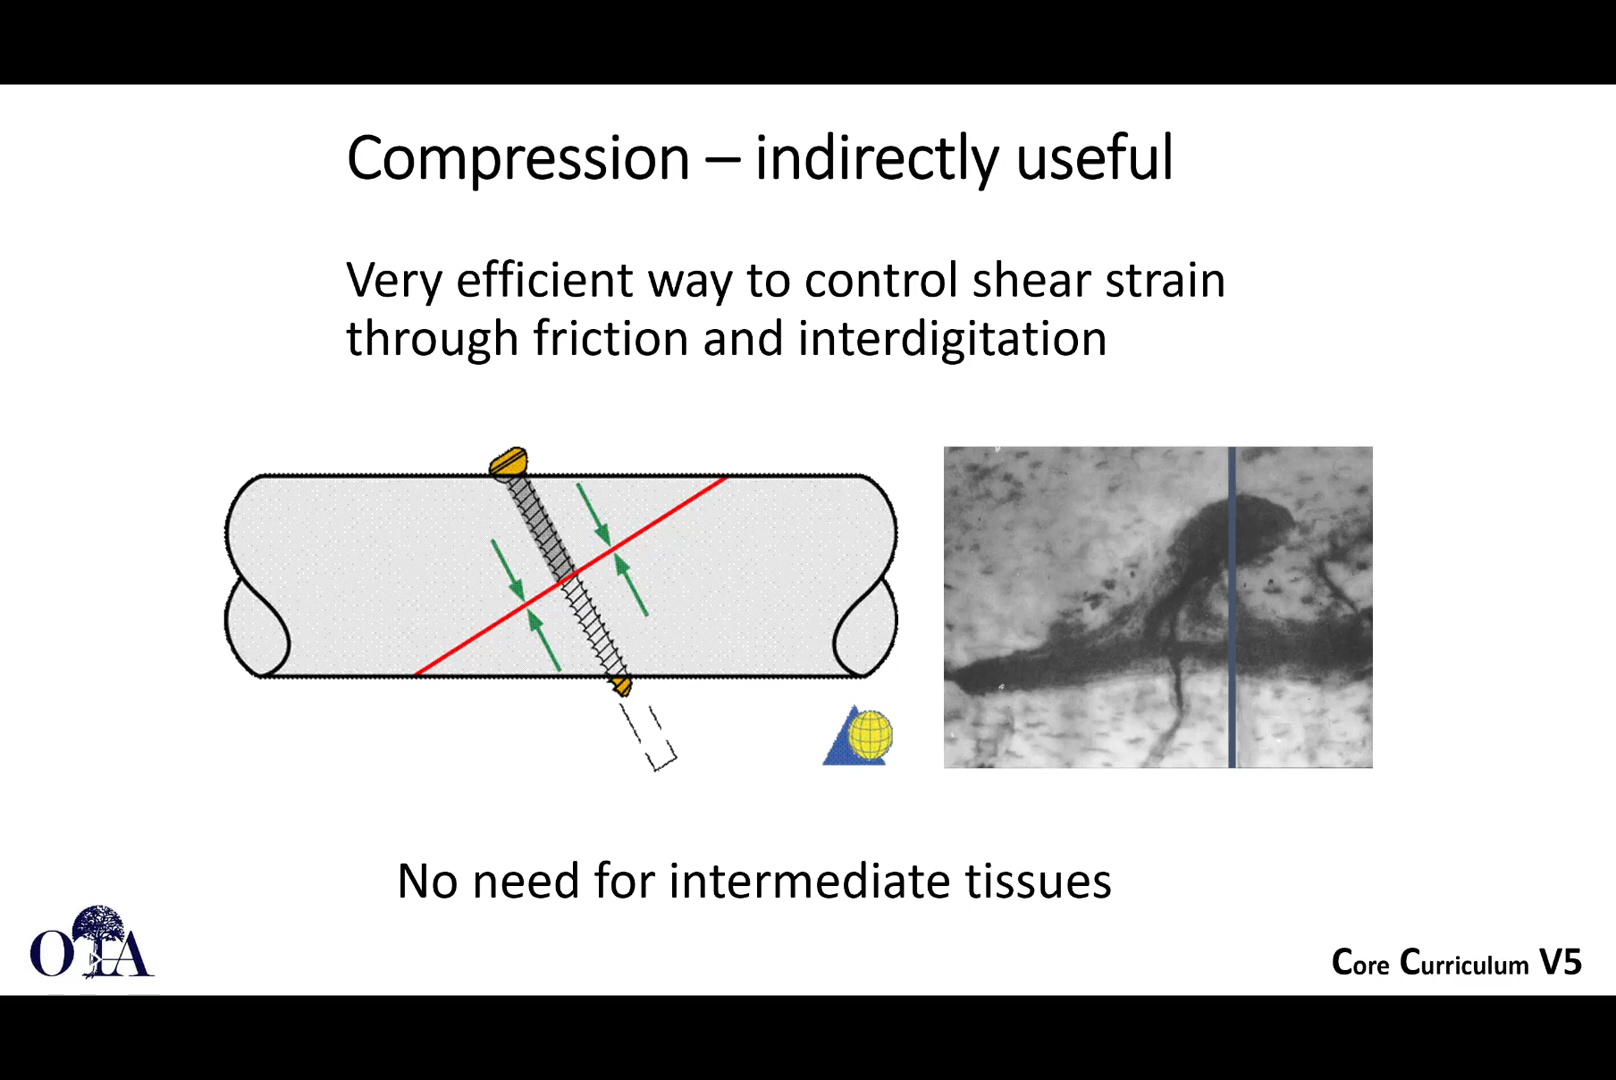 Compression – indirectly useful
Very efficient way to control shear strain
through friction and interdigitation
No need for intermediate tissues
OTA
Core Curriculum V5